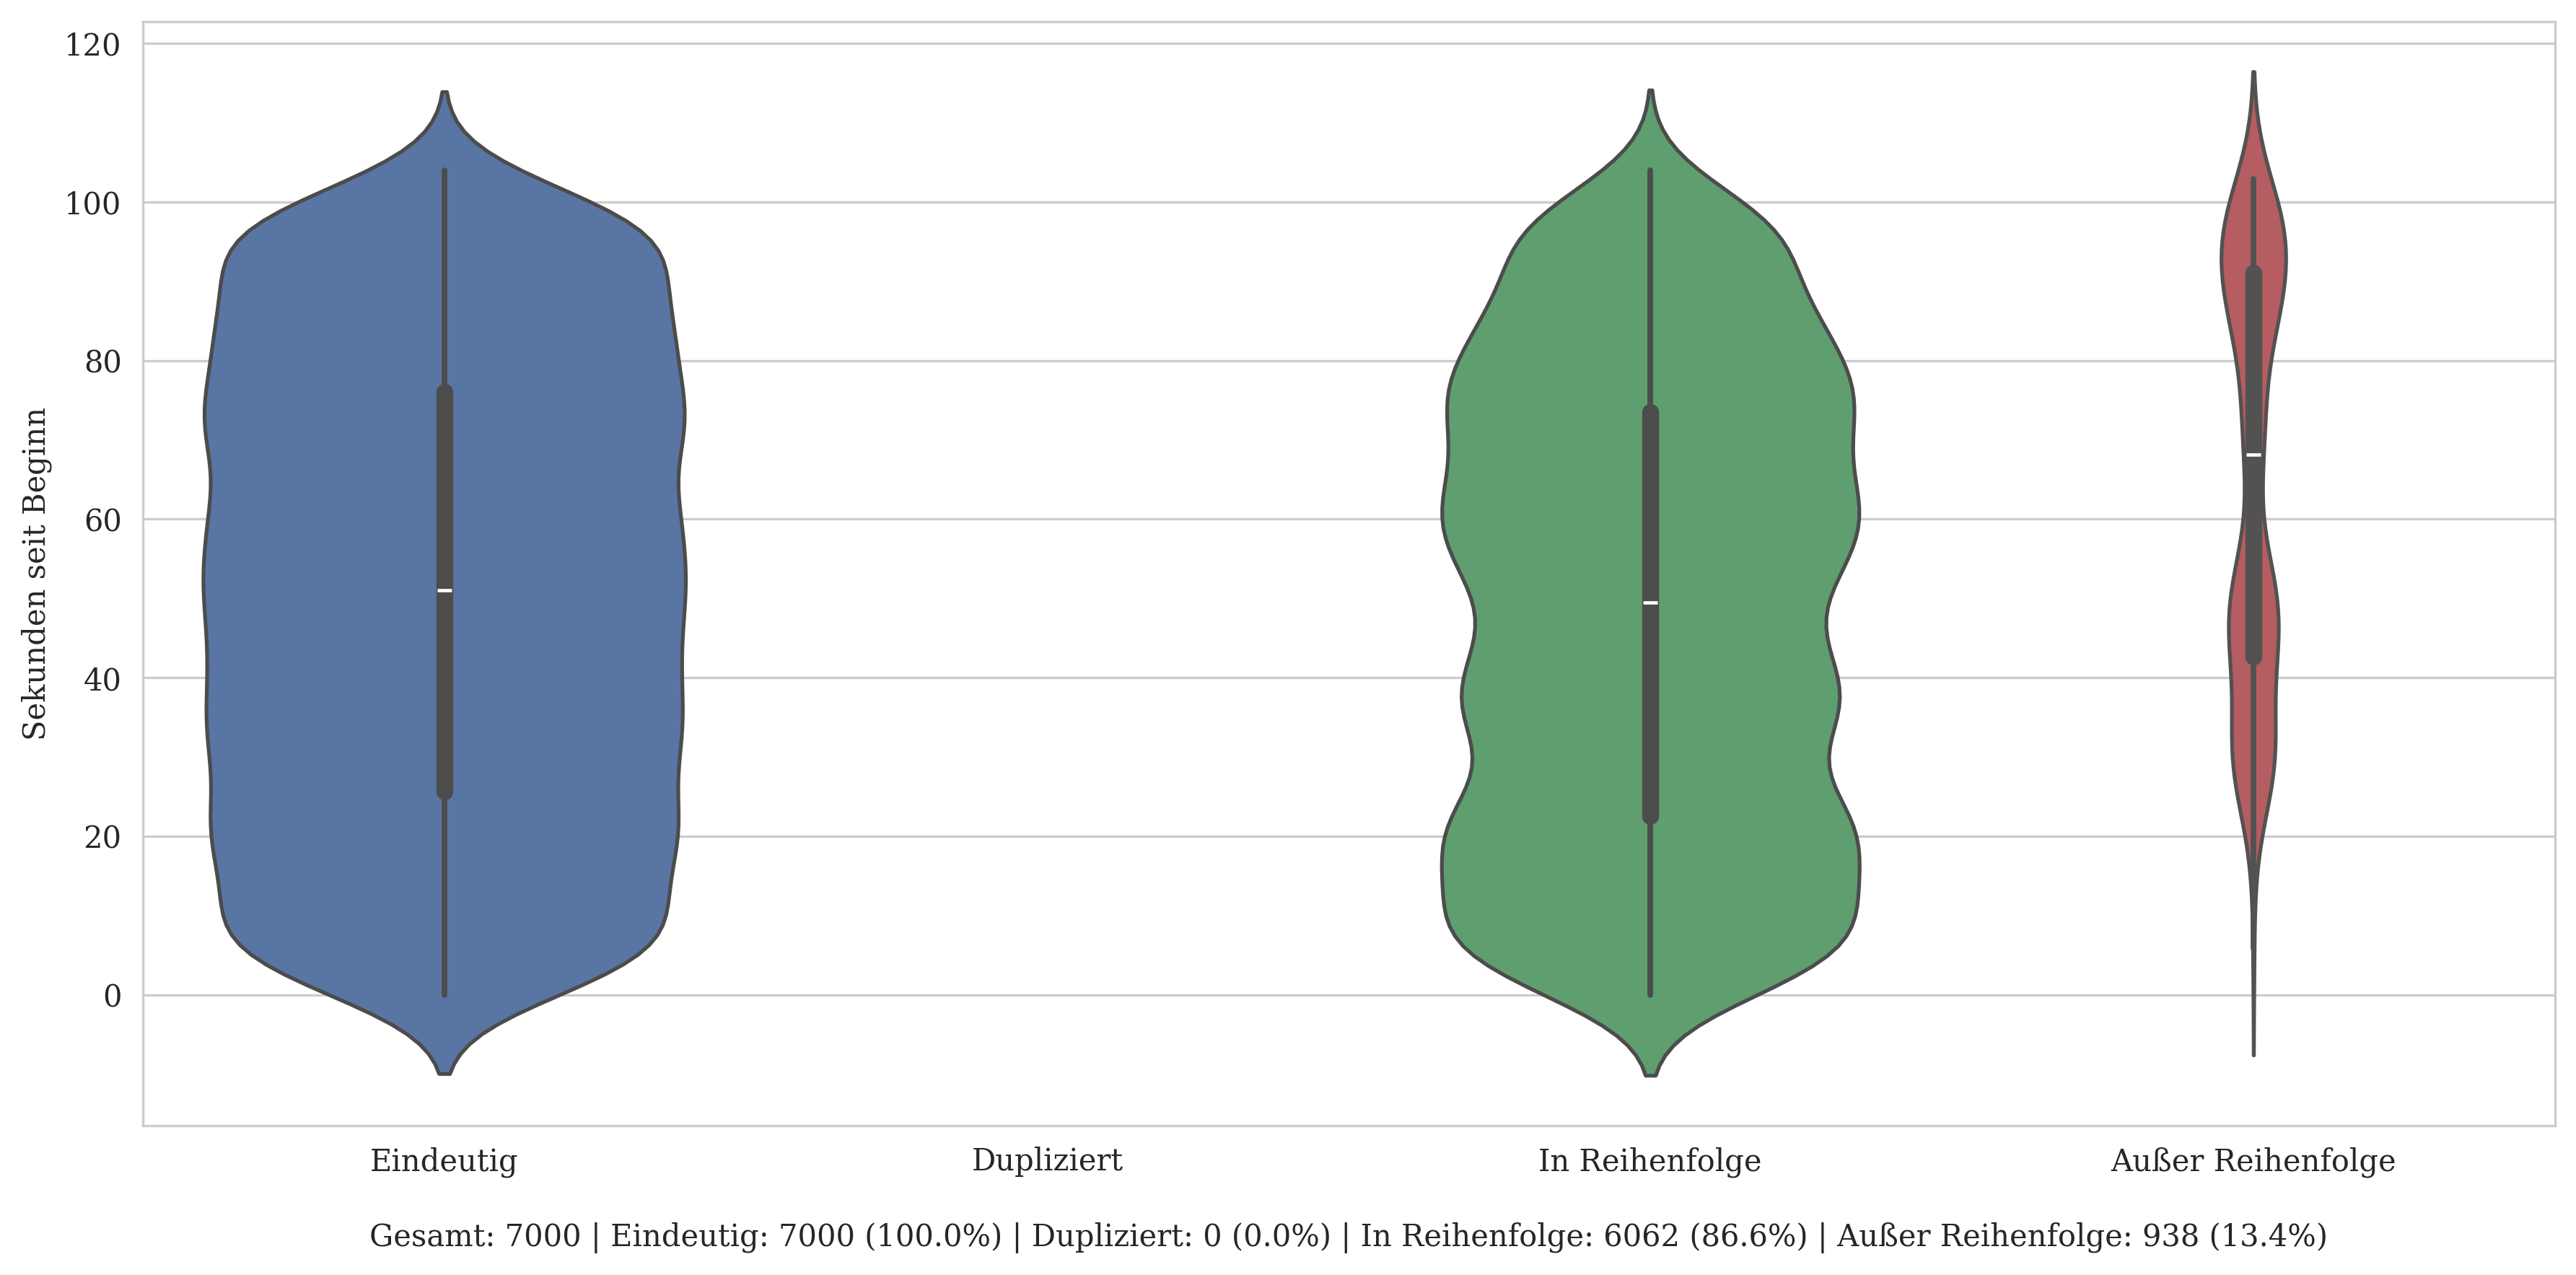 120
100
80
60
40
20
0
Sekunden seit Beginn
Eindeutig
Dupliziert
In Reihenfolge
Außer Reihenfolge
Gesamt: 7000 | Eindeutig: 7000 (100.0%) | Dupliziert: 0 (0.0%) | In Reihenfolge: 6062 (86.6%) | Außer Reihenfolge: 938 (13.4%)